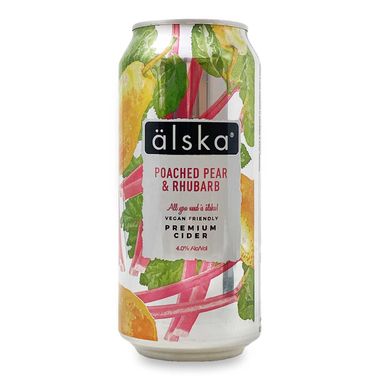 älska®
POACHED PEAR
& RHUBARB
All you need is älska!
VEGAN FRIENDLY
PREMIUM
CIDER
4.0% Alc/Vol